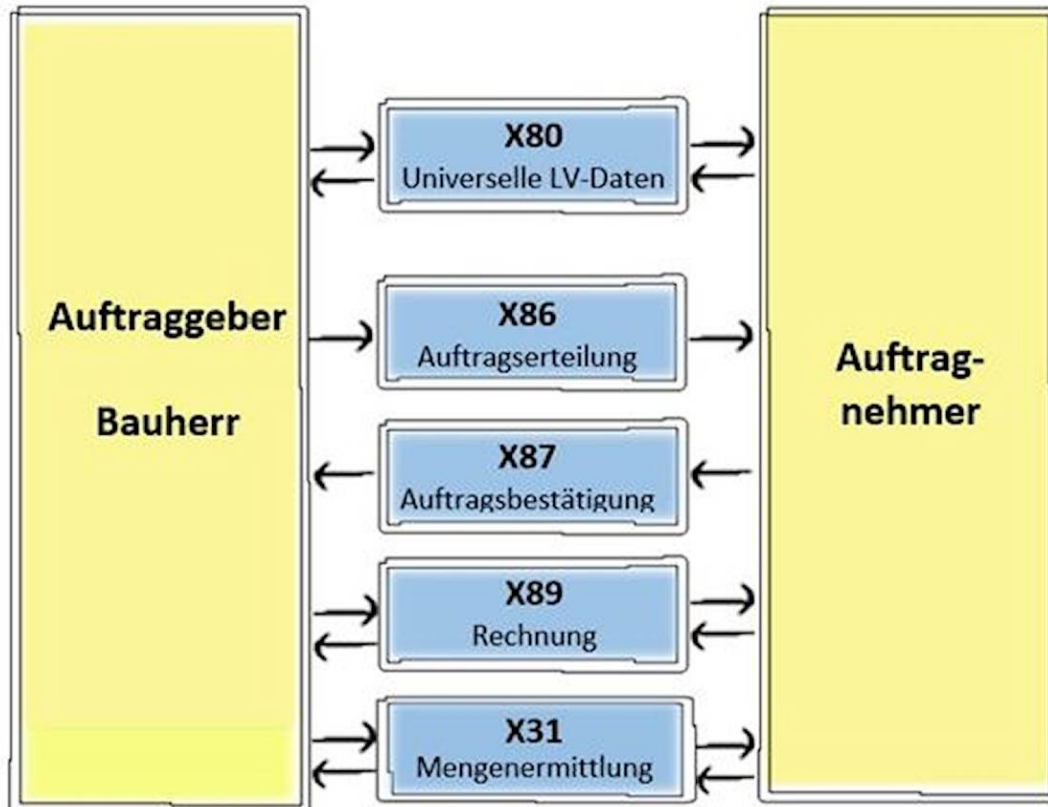 Auftraggeber
Bauherr
X80
Universelle LV-Daten
X86
Auftragserteilung
X87
Auftragsbestätigung
X89
Rechnung
X31
Mengenermittlung
Auftrag-
nehmer